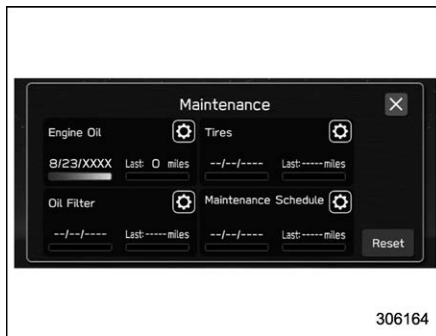 Maintenance
Engine Oil
8/23/XXXX Last: 0 miles
Tires
--/--/---- Last:-----miles
Oil Filter
--/--/---- Last:-----miles
Maintenance Schedule
--/--/---- Last:-----miles
Reset
306164